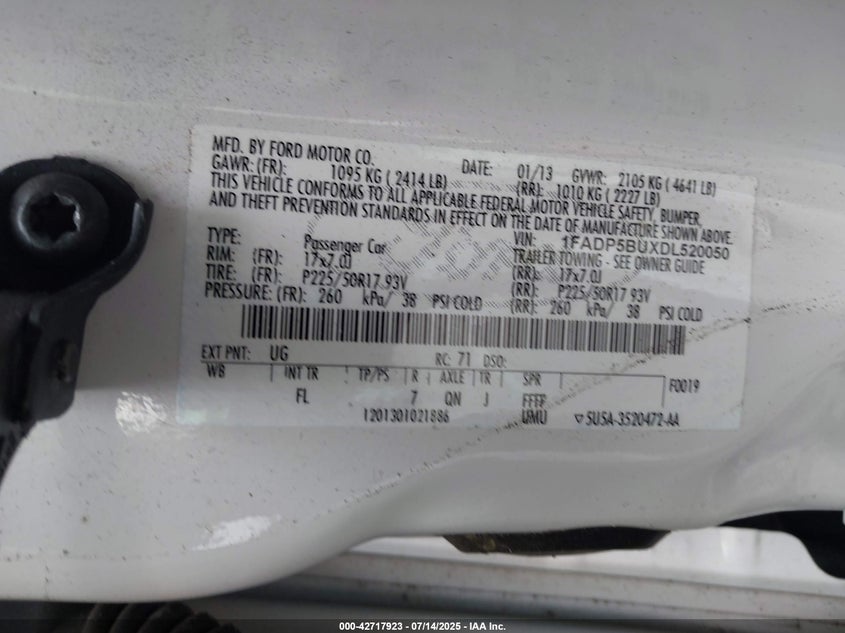 MFD. BY FORD MOTOR CO.
DATE: 01/13 GVWR: 2105 KG ( 4641 LB)
GAWR: (FR): 1095 KG ( 2414 LB) (RR): 1010 KG ( 2227 LB)
THIS VEHICLE CONFORMS TO ALL APPLICABLE FEDERAL MOTOR VEHICLE SAFETY, BUMPER,
AND THEFT PREVENTION STANDARDS IN EFFECT ON THE DATE OF MANUFACTURE SHOWN ABOVE.
VIN: 1FADP5BUXDL520050
TYPE: Passenger Car TRAILER TOWING - SEE OWNER GUIDE
RIM: (FR): 17x7.0J (RR): 17x7.0J
TIRE: (FR): P225/50R17 93V (RR): P225/50R17 93V
PRESSURE: (FR): 260 kPa/ 38 PSI COLD (RR): 260 kPa/ 38 PSI COLD
EXT PNT: UG RC: 71 DSO:
WB INT TR TP/PS R AXLE TR SPR F0019
FL 7 QN J FFFF
1201301021886 UMU ▽5U5A-3520472-AA
000-42717923 - 07/14/2025 - IAA Inc.